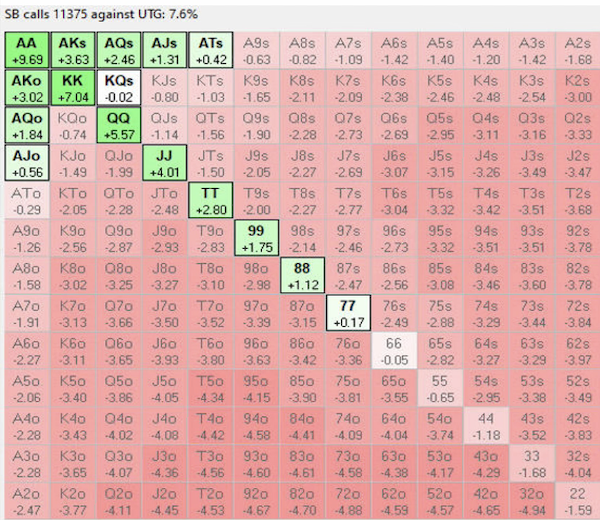 SB calls 11375 against UTG: 7.6%
AA AKs AQs AJs ATs A9s A8s A7s A6s A5s A4s A3s A2s
+9.69 +3.63 +2.46 +1.31 +0.42 -0.63 -0.82 -1.09 -1.42 -1.40 -1.20 -1.42 -1.68
AKo KK KQs KJs KTs K9s K8s K7s K6s K5s K4s K3s K2s
+3.02 +7.04 -0.02 -0.80 -1.03 -1.65 -2.11 -2.09 -2.38 -2.46 -2.48 -2.54 -3.00
AQo KQo QQ QJs QTs Q9s Q8s Q7s Q6s Q5s Q4s Q3s Q2s
+1.84 -0.74 +5.57 -1.14 -1.56 -1.90 -2.28 -2.73 -2.69 -2.95 -3.11 -3.16 -3.33
AJo KJo QJo JJ JTs J9s J8s J7s J6s J5s J4s J3s J2s
+0.56 -1.49 -1.99 +4.01 -1.50 -2.05 -2.27 -2.69 -3.07 -3.15 -3.26 -3.49 -3.47
ATo KTo QTo JTo TT T9s T8s T7s T6s T5s T4s T3s T2s
-0.29 -2.05 -2.28 -2.48 +2.80 -2.00 -2.27 -2.77 -3.04 -3.32 -3.42 -3.51 -3.68
A9o K9o Q9o J9o T9o 99 98s 97s 96s 95s 94s 93s 92s
-1.26 -2.56 -2.87 -2.93 -2.83 +1.75 -2.14 -2.46 -2.73 -3.32 -3.51 -3.51 -3.78
A8o K8o Q8o J8o T8o 98o 88 87s 86s 85s 84s 83s 82s
-1.58 -3.02 -3.25 -3.27 -3.10 -2.98 +1.12 -2.47 -2.56 -3.08 -3.46 -3.60 -3.78
A7o K7o Q7o J7o T7o 97o 87o 77 76s 75s 74s 73s 72s
-1.91 -3.13 -3.66 -3.50 -3.52 -3.39 -3.15 +0.17 -2.49 -2.88 -3.29 -3.44 -3.84
A6o K6o Q6o J6o T6o 96o 86o 76o 66 65s 64s 63s 62s
-2.27 -3.11 -3.65 -3.93 -3.80 -3.63 -3.42 -3.36 -0.05 -2.82 -3.27 -3.29 -3.97
A5o K5o Q5o J5o T5o 95o 85o 75o 65o 55 54s 53s 52s
-2.06 -3.40 -3.86 -4.05 -4.34 -4.15 -3.90 -3.81 -3.55 -0.65 -2.95 -3.38 -3.49
A4o K4o Q4o J4o T4o 94o 84o 74o 64o 54o 44 43s 42s
-2.28 -3.43 -4.02 -4.08 -4.42 -4.58 -4.41 -4.09 -4.04 -3.74 -1.18 -3.52 -3.83
A3o K3o Q3o J3o T3o 93o 83o 73o 63o 53o 43o 33 32s
-2.28 -3.65 -4.07 -4.36 -4.56 -4.60 -4.61 -4.58 -4.38 -4.17 -4.29 -1.68 -4.04
A2o K2o Q2o J2o T2o 92o 82o 72o 62o 52o 42o 32o 22
-2.47 -3.77 -4.11 -4.45 -4.53 -4.67 -4.70 -4.88 -4.59 -4.57 -4.65 -4.94 -1.59